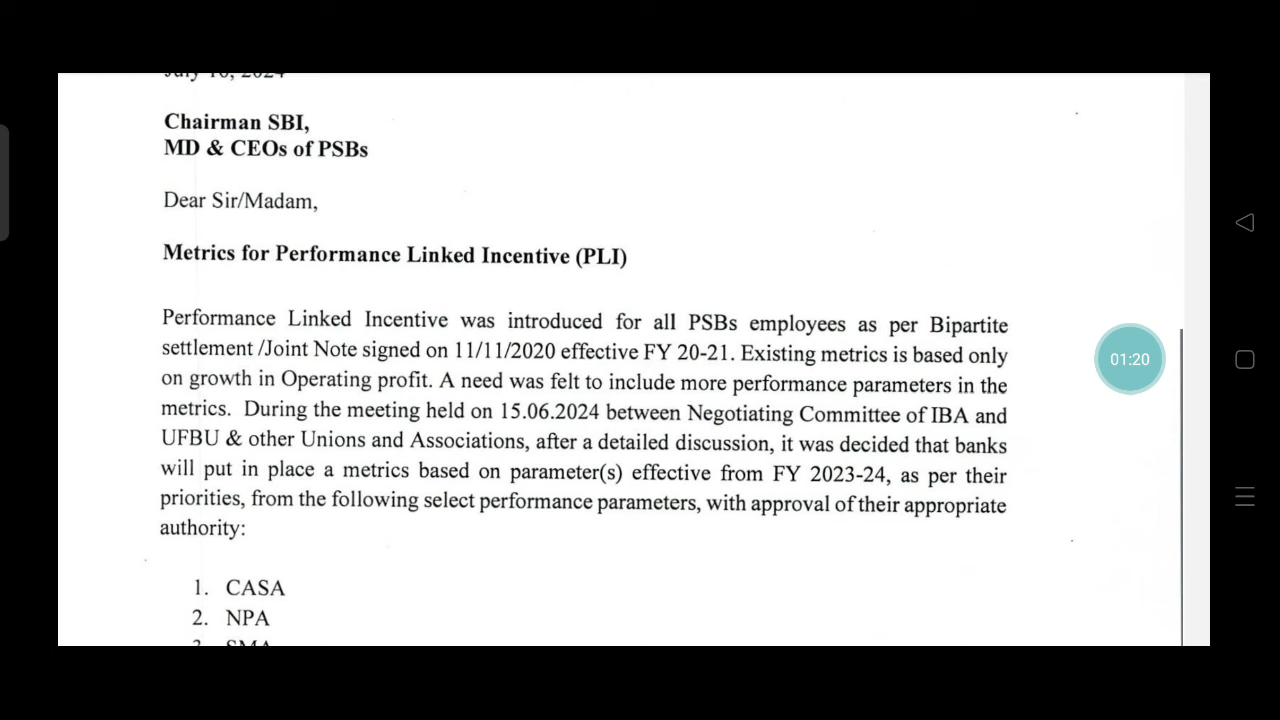 July 16, 2024
Chairman SBI,
MD & CEOs of PSBs
Dear Sir/Madam,
Metrics for Performance Linked Incentive (PLI)
Performance Linked Incentive was introduced for all PSBs employees as per Bipartite
settlement /Joint Note signed on 11/11/2020 effective FY 20-21. Existing metrics is based only
on growth in Operating profit. A need was felt to include more performance parameters in the
metrics. During the meeting held on 15.06.2024 between Negotiating Committee of IBA and
UFBU & other Unions and Associations, after a detailed discussion, it was decided that banks
will put in place a metrics based on parameter(s) effective from FY 2023-24, as per their
priorities, from the following select performance parameters, with approval of their appropriate
authority:
1. CASA
2. NPA
3. SMA
01:20